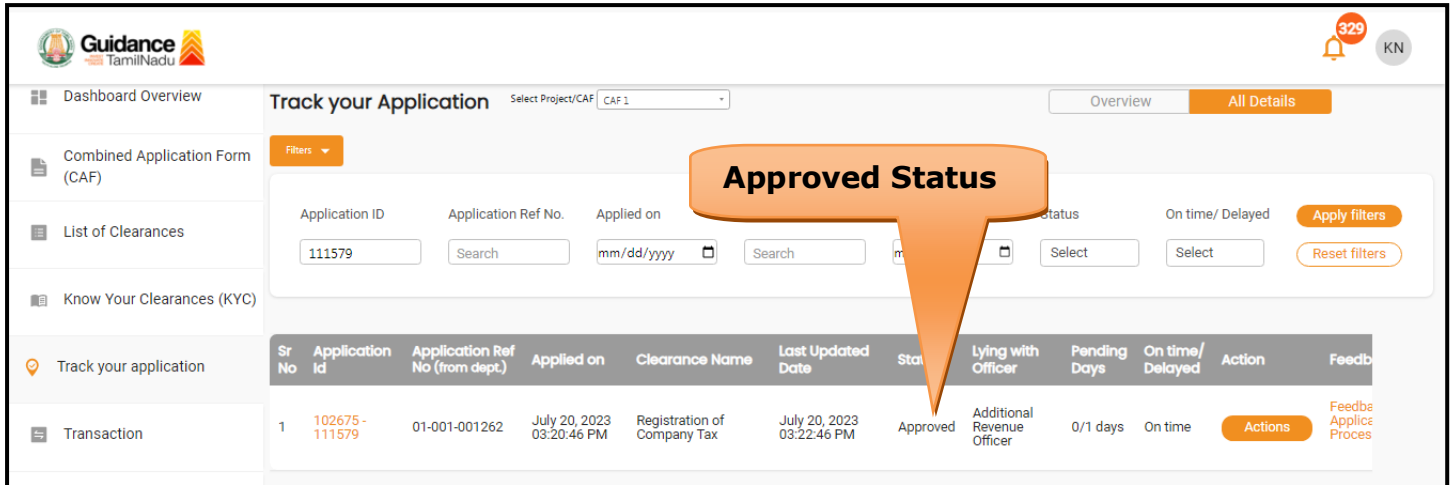 329
Guidance
TamilNadu
KN
Dashboard Overview
Track your Application Select Project/CAF CAF 1 Overview All Details
Combined Application Form
(CAF)
Filters
Approved Status
List of Clearances
Application ID Application Ref No. Applied on Status On time/ Delayed Apply filters
111579 Search mm/dd/yyyy Search Select Select Reset filters
Know Your Clearances (KYC)
Track your application
Sr
No Application
Id Application Ref
No (from dept.) Applied on Clearance Name Last Updated
Date Lying with
Officer Pending
Days On time/
Delayed Action Feedb
Transaction
1 102675 -
111579 01-001-001262 July 20, 2023
03:20:46 PM Registration of
Company Tax July 20, 2023
03:22:46 PM Approved Additional
Revenue
Officer 0/1 days On time Actions Feedba
Applica
Proces